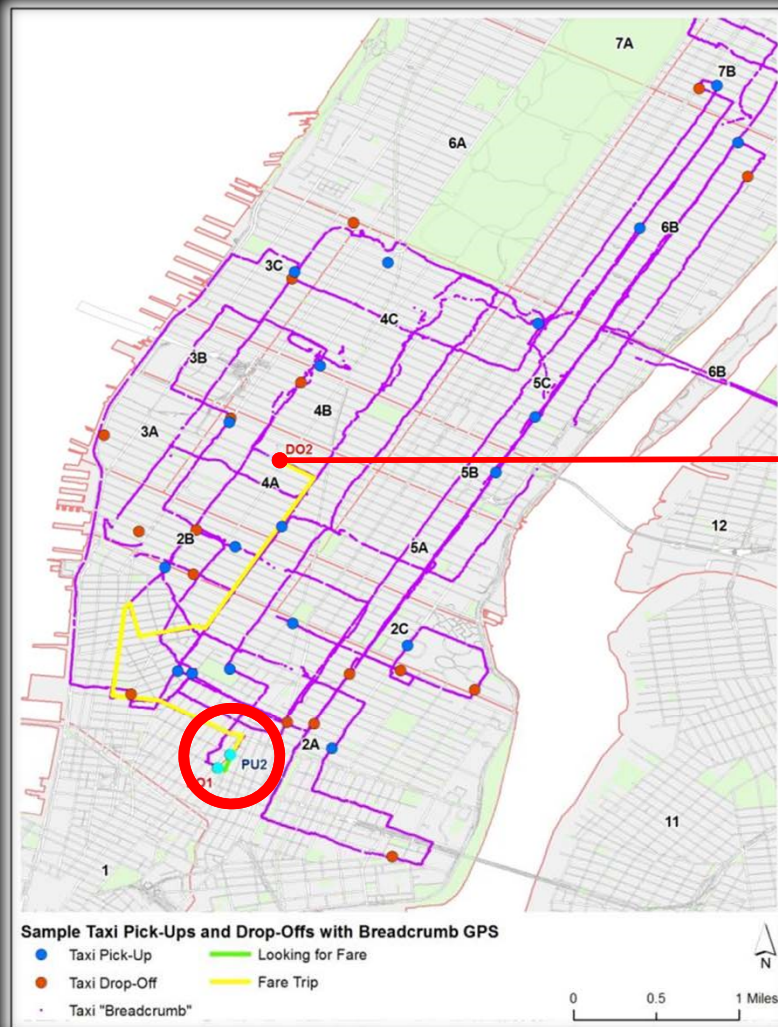 7A
7B
6A
6B
3C
4C
3B
6B
5C
4B
3A
DO2
5B
4A
12
2B
5A
2C
2A
PU2
11
1
Sample Taxi Pick-Ups and Drop-Offs with Breadcrumb GPS
Taxi Pick-Up Looking for Fare
Taxi Drop-Off Fare Trip
Taxi "Breadcrumb"
N
0 0.5 1 Miles